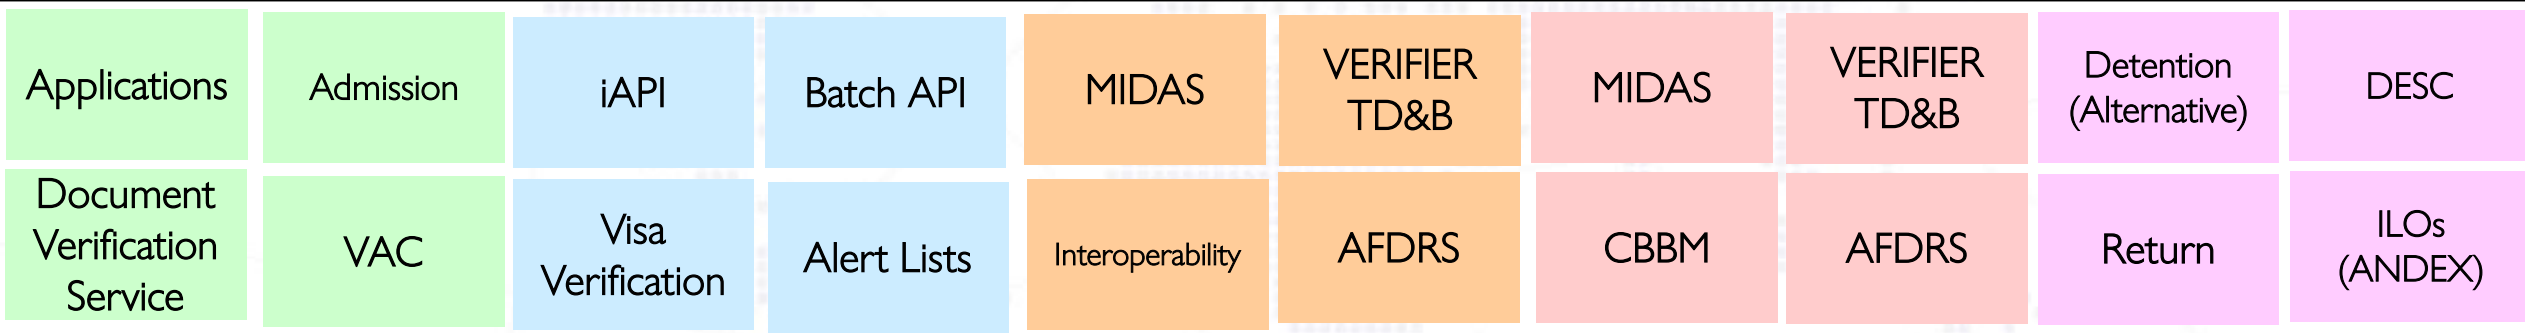 Applications
Admission
iAPI
Batch API
MIDAS
VERIFIER
TD&B
MIDAS
VERIFIER
TD&B
Detention
(Alternative)
DESC
Document
Verification
Service
VAC
Visa
Verification
Alert Lists
Interoperability
AFDRS
CBBM
AFDRS
Return
ILOs
(ANDEX)